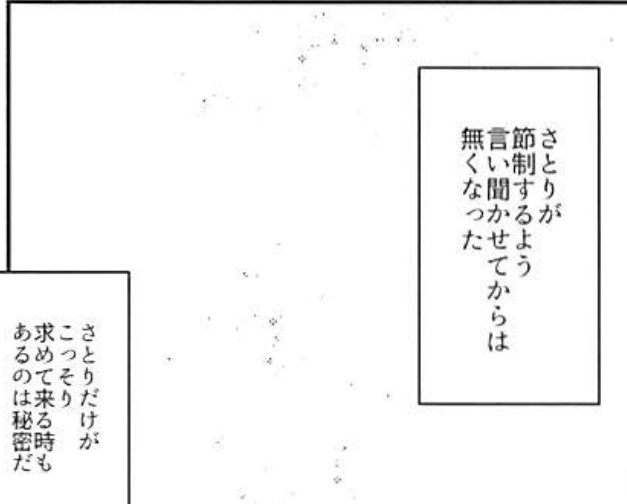 さとりが
節制するよう
言い聞かせてからは
無くなった
さとりだけが
こっそり
求めて来る時も
あるのは秘密だ